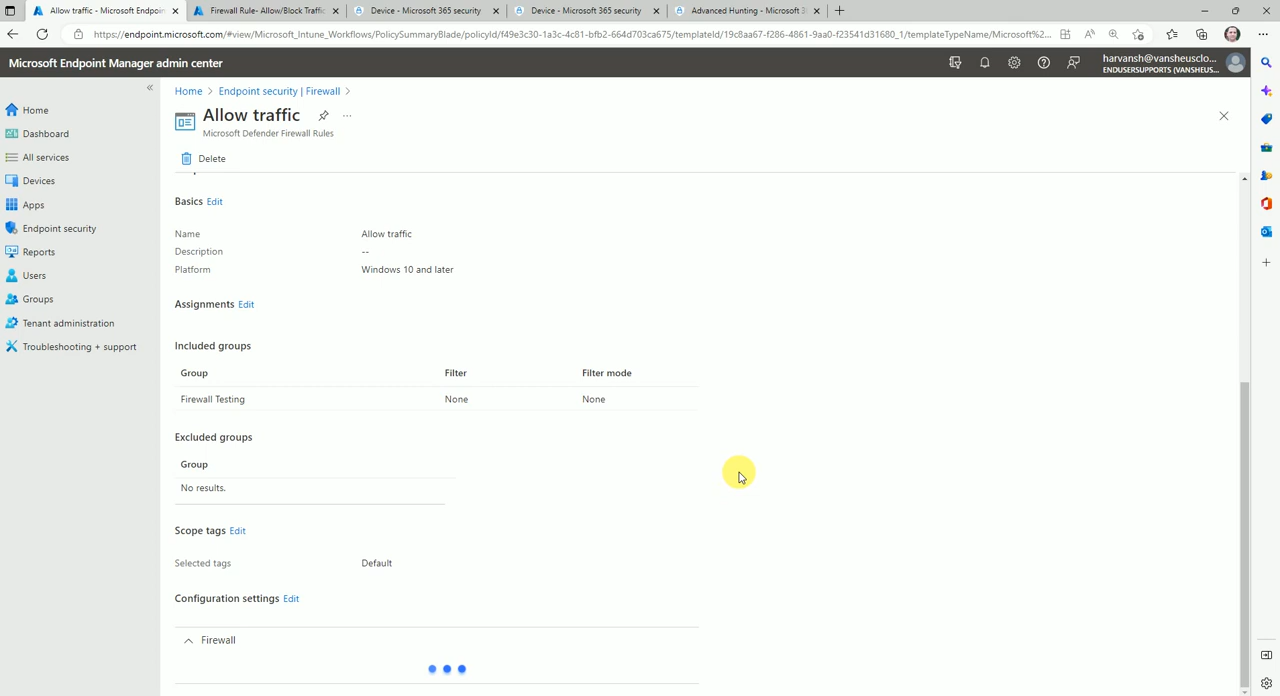 Allow traffic - Microsoft Endpoin
Firewall Rule- Allow/Block Traffic
Device - Microsoft 365 security
Device - Microsoft 365 security
Advanced Hunting - Microsoft 3
https://endpoint.microsoft.com/#view/Microsoft_Intune_Workflows/PolicySummaryBlade/policyId/f49e3c30-1a3c-4c81-bfb2-664d703ca675/templateId/19c8aa67-f286-4861-9aa0-f23541d31680_1/templateTypeName/Microsoft%2...
Microsoft Endpoint Manager admin center
harvansh@vansheusclo...
ENDUSERSUPPORTS (VANSHEUS...
Home
Dashboard
All services
Devices
Apps
Endpoint security
Reports
Users
Groups
Tenant administration
Troubleshooting + support
Home > Endpoint security | Firewall >
Allow traffic
Microsoft Defender Firewall Rules
Delete
Basics Edit
Name Allow traffic
Description --
Platform Windows 10 and later
Assignments Edit
Included groups
Group Filter Filter mode
Firewall Testing None None
Excluded groups
Group
No results.
Scope tags Edit
Selected tags Default
Configuration settings Edit
Firewall